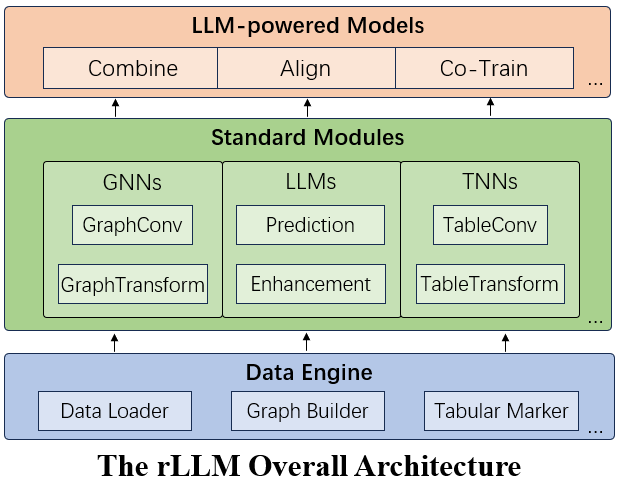 LLM-powered Models
Combine Align Co-Train
...
Standard Modules
GNNs LLMs TNNs
GraphConv Prediction TableConv
GraphTransform Enhancement TableTransform
...
Data Engine
Data Loader Graph Builder Tabular Marker
...
The rLLM Overall Architecture